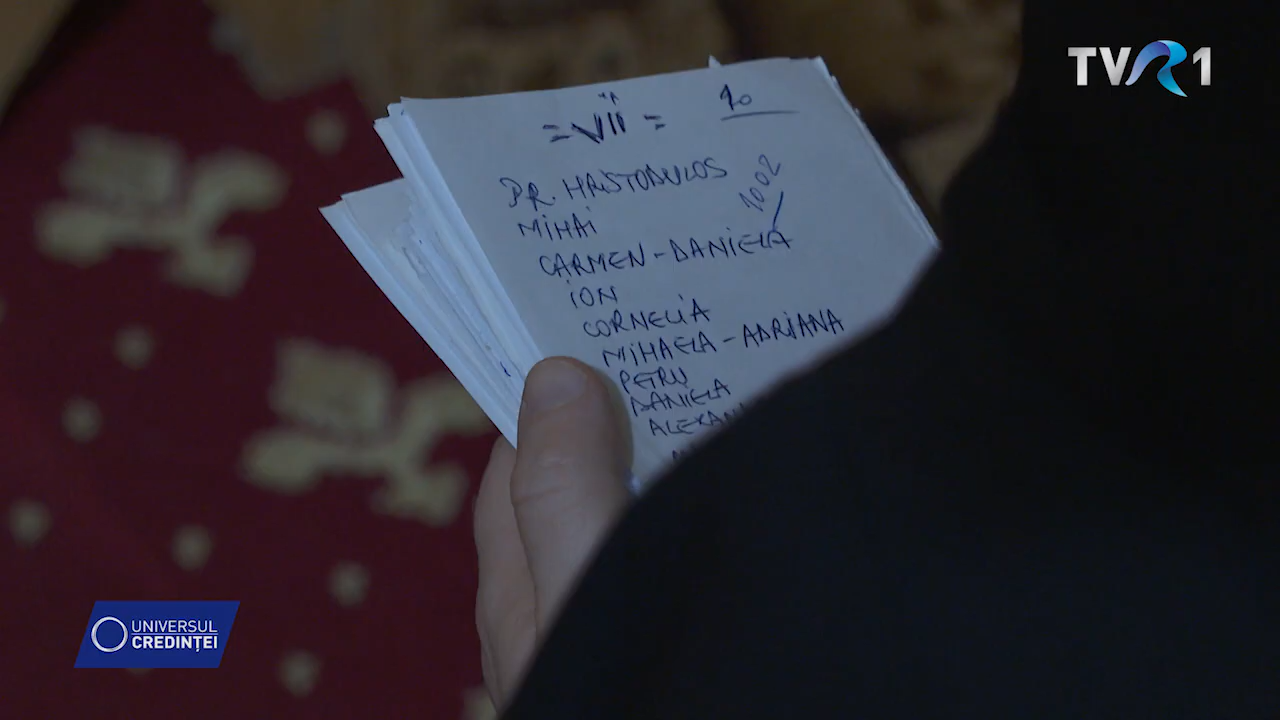 TVR1
= VII = 10
PR. HRISTODULOS
MIHAI
1002
CARMEN-DANIELA
ION
CORNELIA
MIHAELA-ADRIANA
PETRU
DANIELA
UNIVERSUL
CREDINȚEI